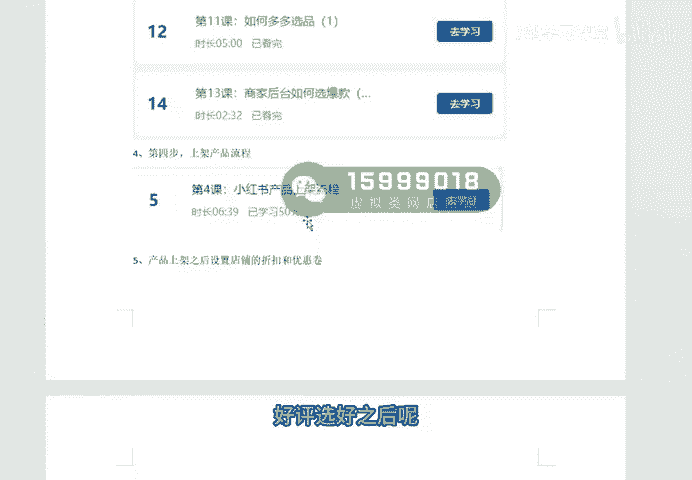 12
第11课：如何多多选品（1）
时长05:00 已看完
去学习
14
第13课：商家后台如何选爆款（...
时长02:32 已看完
去学习
4、第四步，上架产品流程
5
第4课：小红书产品上架流程
时长06:39 已学习50%
去学习
15999018
虚拟类网店
5、产品上架之后设置店铺的折扣和优惠卷
好评选好之后呢